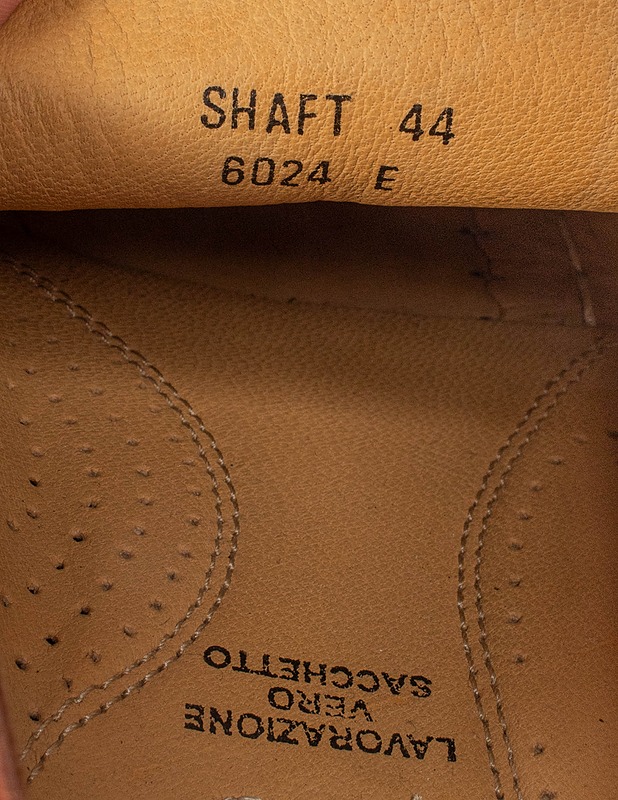 SHAFT 44
6024 E
LAVORAZIONE
VERO
SACCHETTO